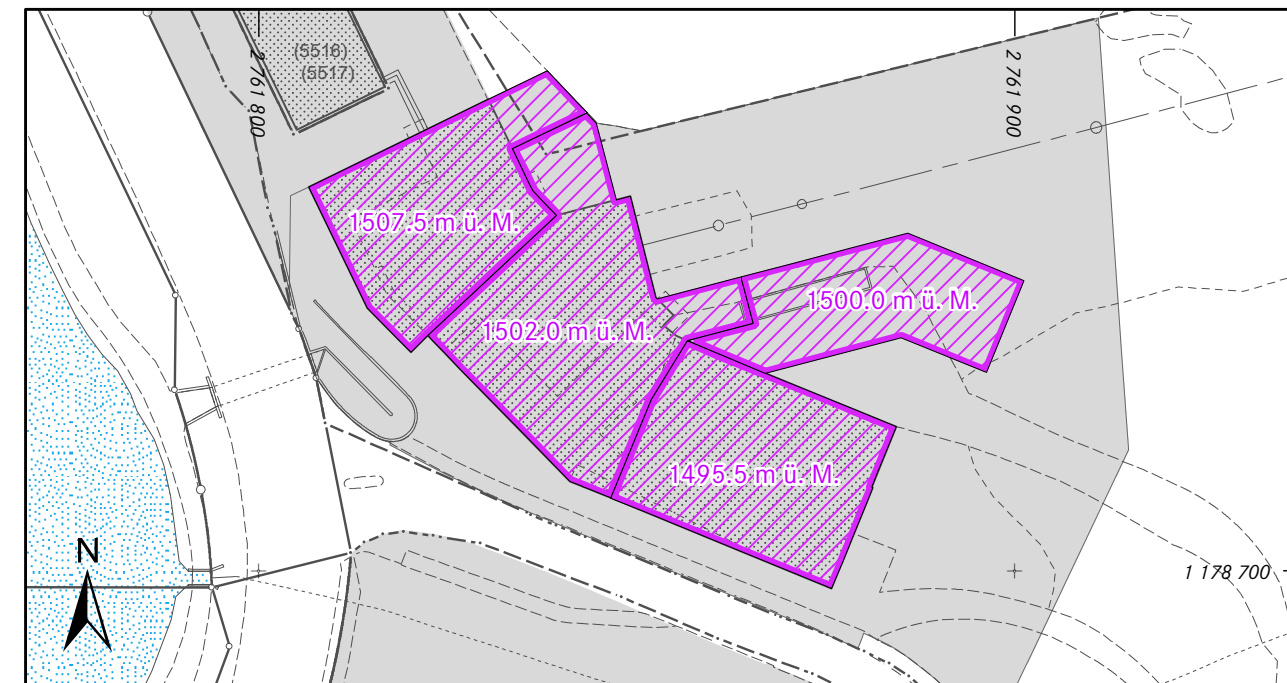 (5516)
(5517)
2 761 800
2 761 900
1507.5 m ü. M.
1502.0 m ü. M.
1500.0 m ü. M.
1495.5 m ü. M.
N
1 178 700